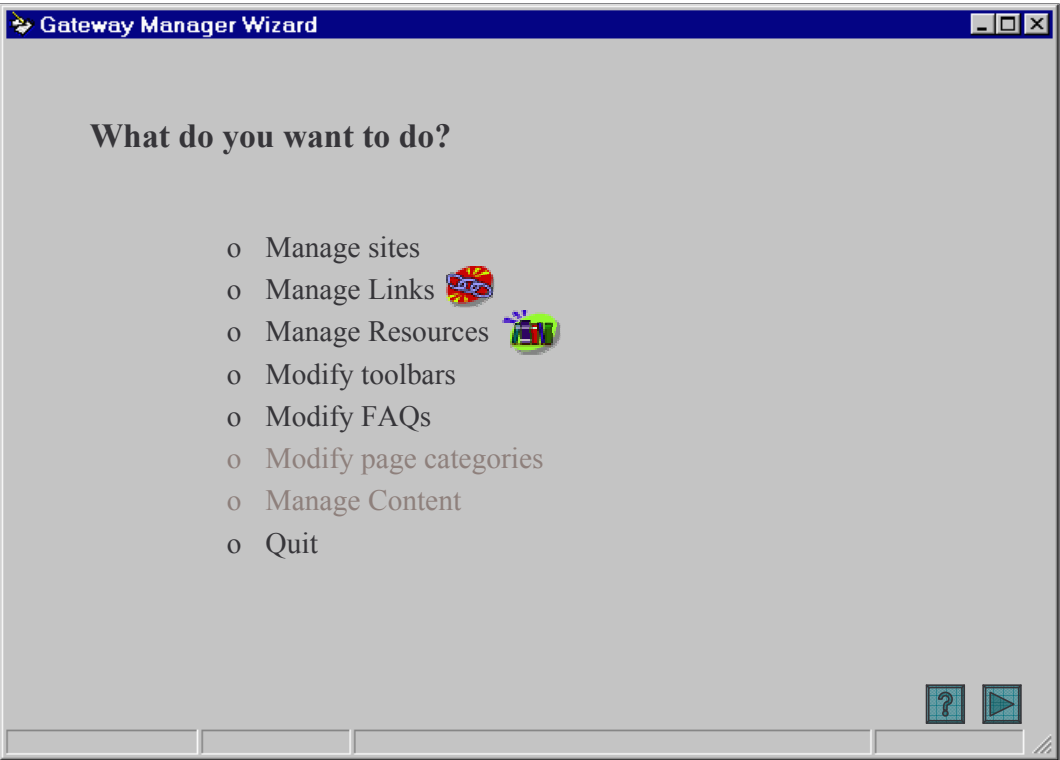 Gateway Manager Wizard
What do you want to do?
o Manage sites
o Manage Links
o Manage Resources
o Modify toolbars
o Modify FAQs
o Modify page categories
o Manage Content
o Quit
?